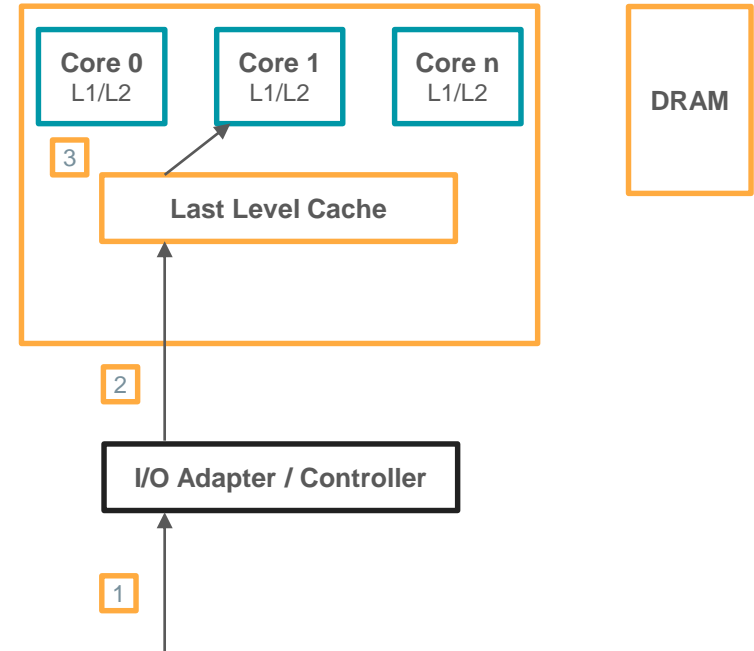 Core 0
L1/L2
Core 1
L1/L2
Core n
L1/L2
DRAM
3
Last Level Cache
2
I/O Adapter / Controller
1